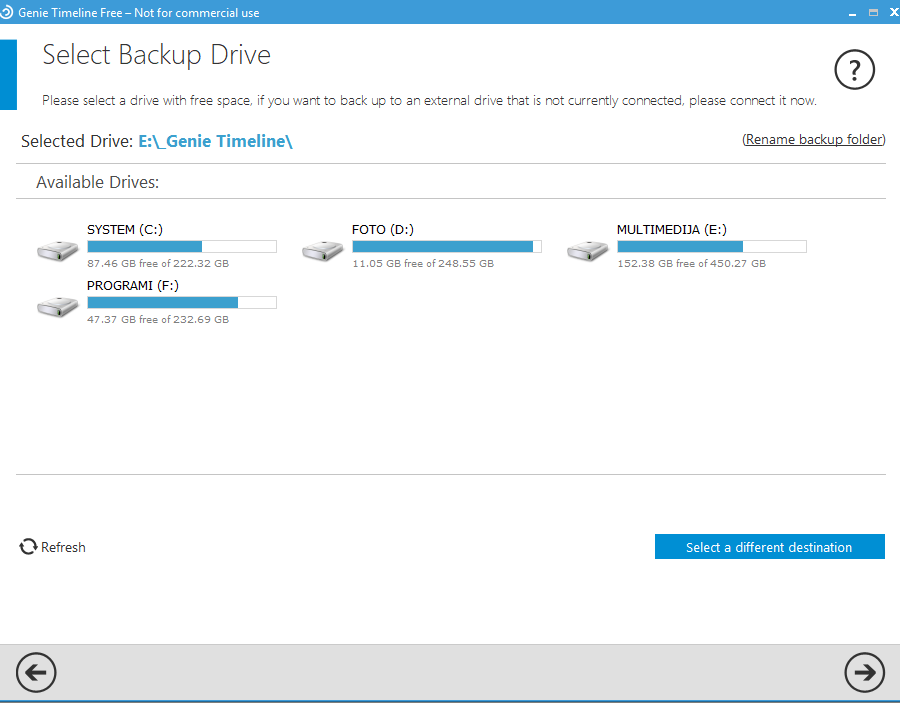 Genie Timeline Free – Not for commercial use
Select Backup Drive
?
Please select a drive with free space, if you want to back up to an external drive that is not currently connected, please connect it now.
Selected Drive: E:\_Genie Timeline\
(Rename backup folder)
Available Drives:
SYSTEM (C:)
87.46 GB free of 222.32 GB
FOTO (D:)
11.05 GB free of 248.55 GB
MULTIMEDIJA (E:)
152.38 GB free of 450.27 GB
PROGRAMI (F:)
47.37 GB free of 232.69 GB
Refresh
Select a different destination